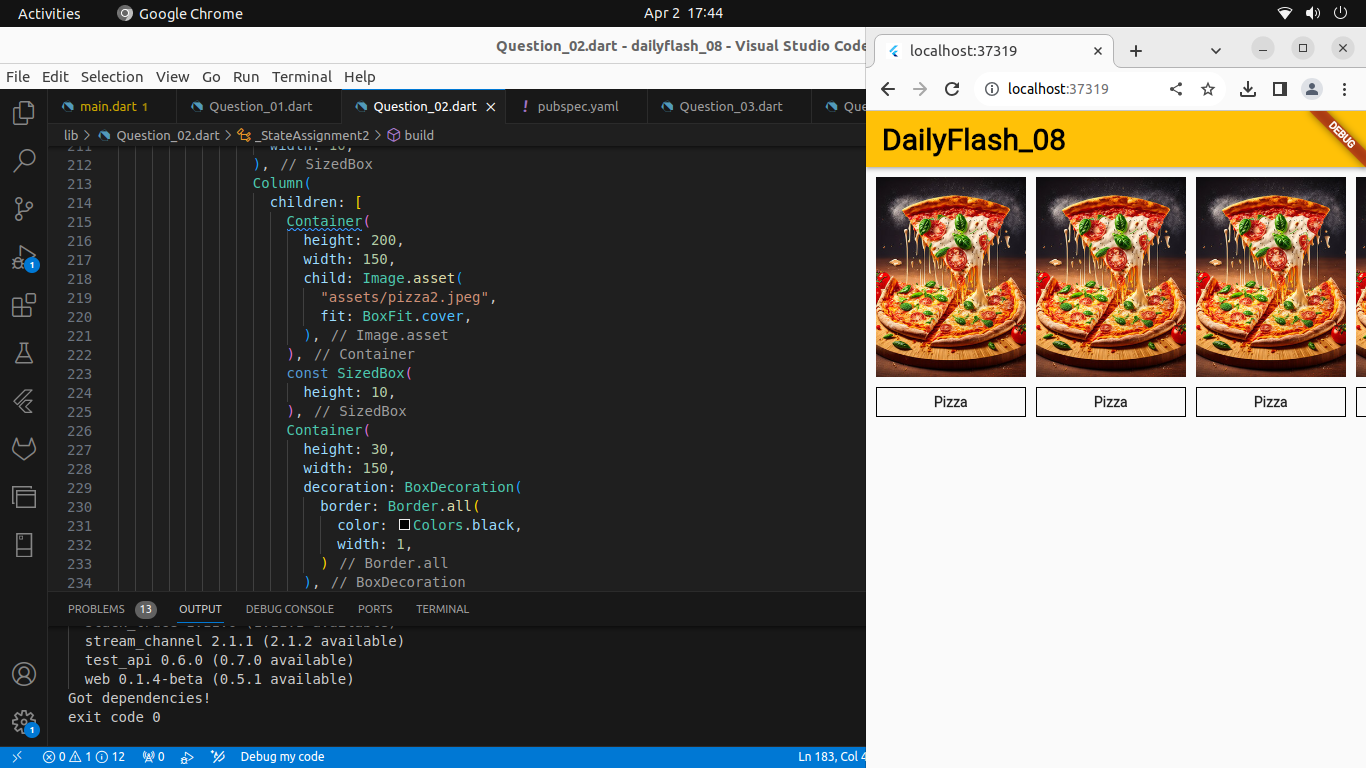 Activities
Google Chrome
Apr 2 17:44
Question_02.dart - dailyflash_08 - Visual Studio Code
File Edit Selection View Go Run Terminal Help
main.dart 1
Question_01.dart
Question_02.dart
pubspec.yaml
Question_03.dart
lib > Question_02.dart > _StateAssignment2 > build
212 ), // SizedBox
213 Column(
214 children: [
215 Container(
216 height: 200,
217 width: 150,
218 child: Image.asset(
219 "assets/pizza2.jpeg",
220 fit: BoxFit.cover,
221 ), // Image.asset
222 ), // Container
223 const SizedBox(
224 height: 10,
225 ), // SizedBox
226 Container(
227 height: 30,
228 width: 150,
229 decoration: BoxDecoration(
230 border: Border.all(
231 color: Colors.black,
232 width: 1,
233 ) // Border.all
234 ), // BoxDecoration
PROBLEMS 13 OUTPUT DEBUG CONSOLE PORTS TERMINAL
stream_channel 2.1.1 (2.1.2 available)
test_api 0.6.0 (0.7.0 available)
web 0.1.4-beta (0.5.1 available)
Got dependencies!
exit code 0
1
1
0 1 12 0 Debug my code
Ln 183, Col 4
localhost:37319
localhost:37319
DailyFlash_08
DEBUG
Pizza
Pizza
Pizza